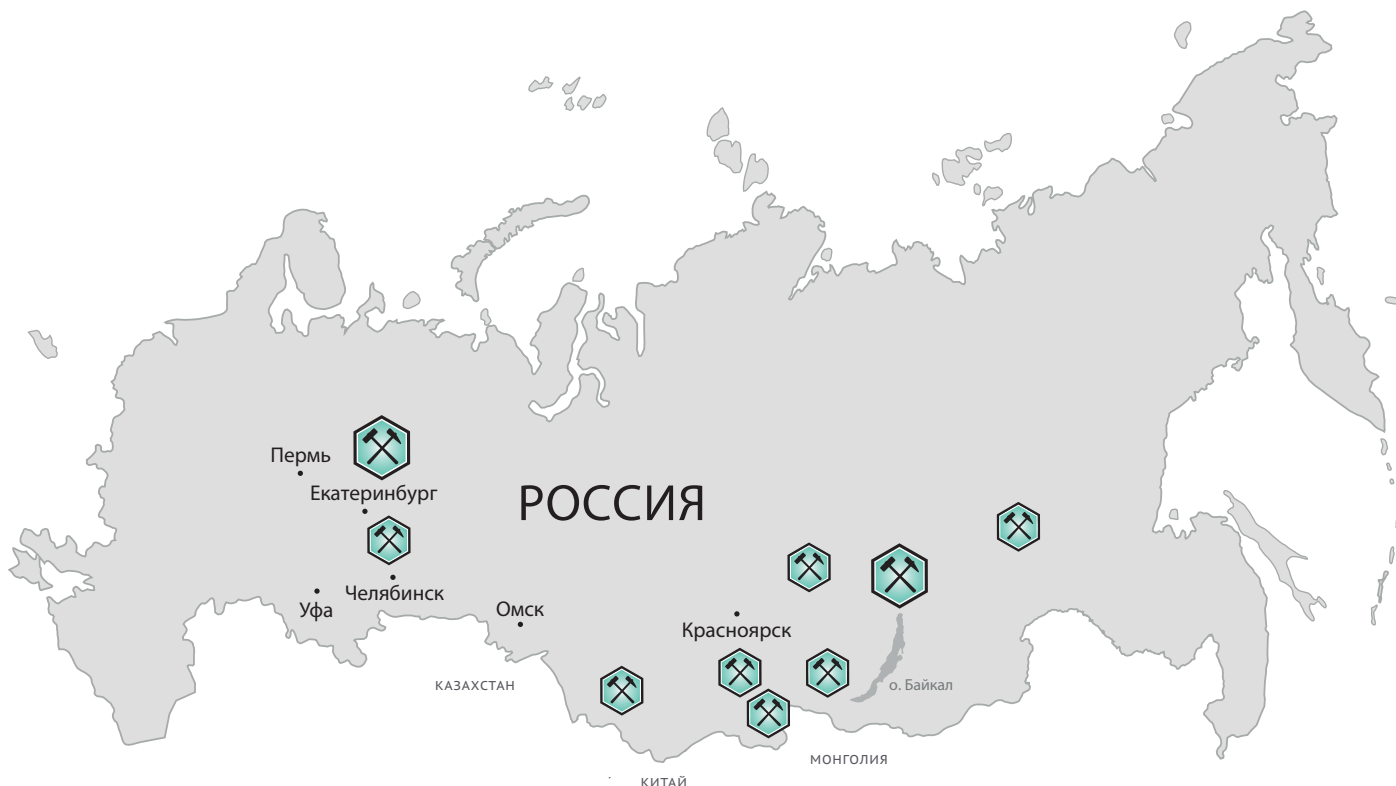 Пермь
Екатеринбург
РОССИЯ
Челябинск
Уфа
Омск
Красноярск
КАЗАХСТАН
о. Байкал
МОНГОЛИЯ
КИТАЙ